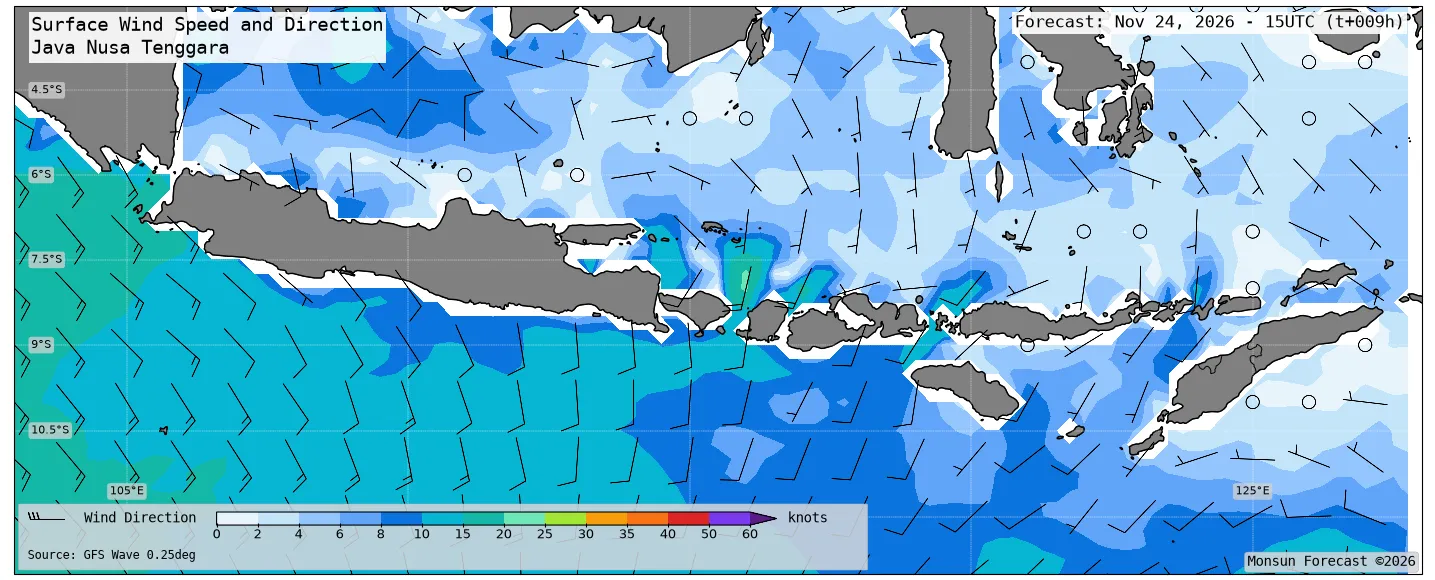 Surface Wind Speed and Direction
Java Nusa Tenggara
Forecast: Nov 24, 2026 - 15UTC (t+009h)
4.5°S
6°S
7.5°S
9°S
10.5°S
105°E
125°E
Wind Direction
0 2 4 6 8 10 15 20 25 30 35 40 50 60
knots
Source: GFS Wave 0.25deg
Monsun Forecast ©2026